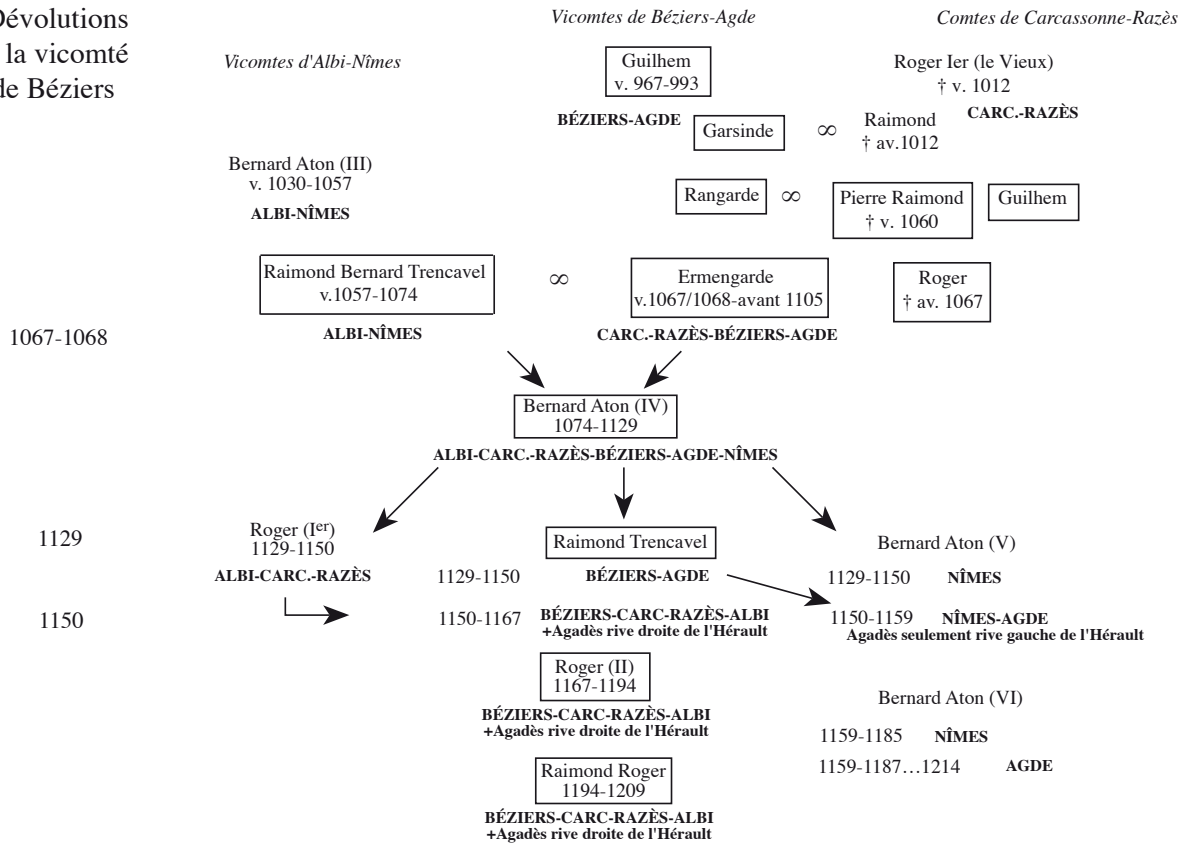 Dévolutions
la vicomté
de Béziers
Vicomtes de Béziers-Agde
Comtes de Carcassonne-Razès
Vicomtes d'Albi-Nîmes
Guilhem
v. 967-993
BÉZIERS-AGDE
Roger Ier (le Vieux)
† v. 1012
CARC.-RAZÈS
Garsinde
∞
Raimond
† av.1012
Bernard Aton (III)
v. 1030-1057
ALBI-NÎMES
Rangarde
∞
Pierre Raimond
† v. 1060
Guilhem
Raimond Bernard Trencavel
v.1057-1074
ALBI-NÎMES
∞
Ermengarde
v.1067/1068-avant 1105
CARC.-RAZÈS-BÉZIERS-AGDE
Roger
† av. 1067
1067-1068
Bernard Aton (IV)
1074-1129
ALBI-CARC.-RAZÈS-BÉZIERS-AGDE-NÎMES
1129
Roger (Ier)
1129-1150
ALBI-CARC.-RAZÈS
Raimond Trencavel
1129-1150 BÉZIERS-AGDE
Bernard Aton (V)
1129-1150 NÎMES
1150
1150-1167 BÉZIERS-CARC-RAZÈS-ALBI
+Agadès rive droite de l'Hérault
1150-1159 NÎMES-AGDE
Agadès seulement rive gauche de l'Hérault
Roger (II)
1167-1194
BÉZIERS-CARC-RAZÈS-ALBI
+Agadès rive droite de l'Hérault
Bernard Aton (VI)
1159-1185 NÎMES
1159-1187…1214 AGDE
Raimond Roger
1194-1209
BÉZIERS-CARC-RAZÈS-ALBI
+Agadès rive droite de l'Hérault